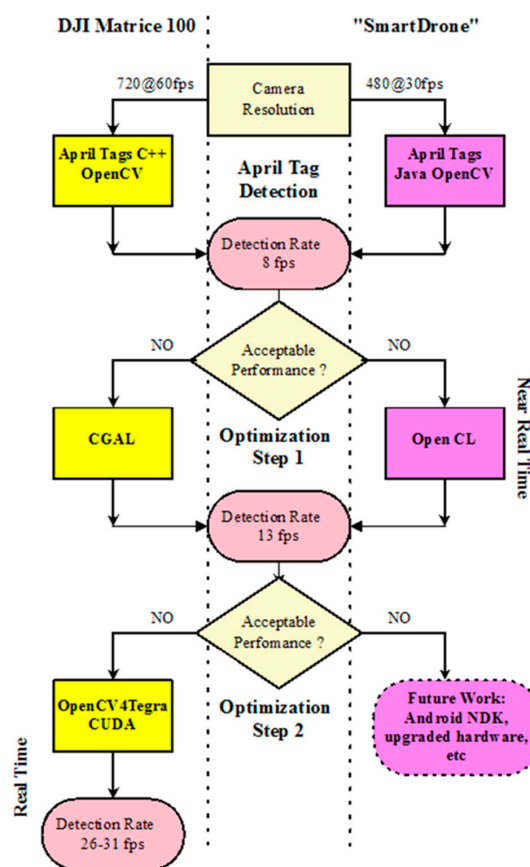 DJI Matrice 100
"SmartDrone"
720@60fps
Camera
Resolution
480@30fps
April Tags C++
OpenCV
April Tag
Detection
April Tags
Java OpenCV
Detection Rate
8 fps
NO
Acceptable
Performance ?
NO
CGAL
Optimization
Step 1
Open CL
Near Real Time
Detection Rate
13 fps
NO
Acceptable
Perfomance ?
NO
OpenCV4Tegra
CUDA
Optimization
Step 2
Future Work:
Android NDK,
upgraded hardware,
etc
Real Time
Detection Rate
26-31 fps